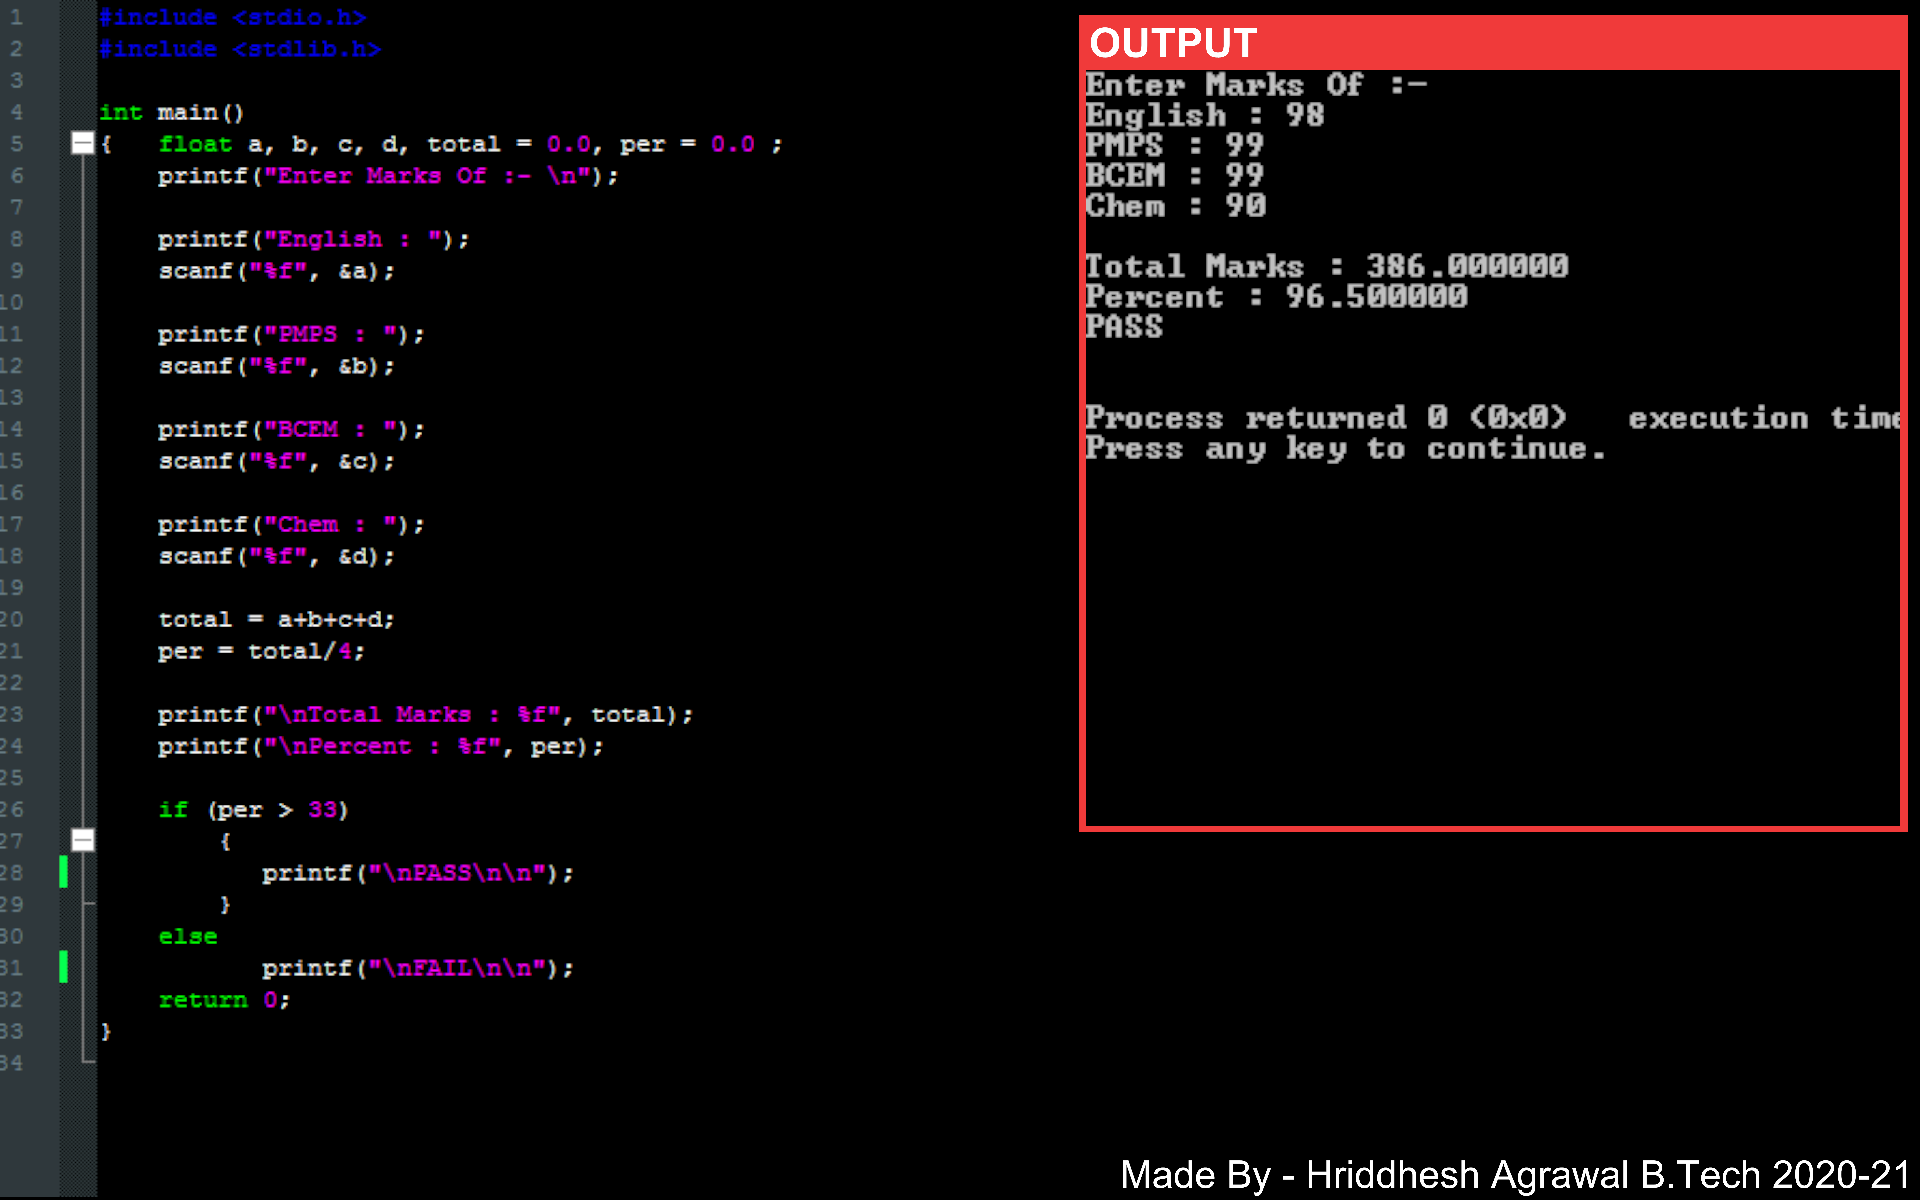 1 #include <stdio.h>
2 #include <stdlib.h>
3
4 int main()
5 { float a, b, c, d, total = 0.0, per = 0.0 ;
6 printf("Enter Marks Of :- \n");
7
8 printf("English : ");
9 scanf("%f", &a);
10
11 printf("PMPS : ");
12 scanf("%f", &b);
13
14 printf("BCEM : ");
15 scanf("%f", &c);
16
17 printf("Chem : ");
18 scanf("%f", &d);
19
20 total = a+b+c+d;
21 per = total/4;
22
23 printf("\nTotal Marks : %f", total);
24 printf("\nPercent : %f", per);
25
26 if (per > 33)
27 {
28 printf("\nPASS\n\n");
29 }
30 else
31 printf("\nFAIL\n\n");
32 return 0;
33 }
34
OUTPUT
Enter Marks Of :-
English : 98
PMPS : 99
BCEM : 99
Chem : 90
Total Marks : 386.000000
Percent : 96.500000
PASS
Process returned 0 (0x0) execution time
Press any key to continue.
Made By - Hriddhesh Agrawal B.Tech 2020-21